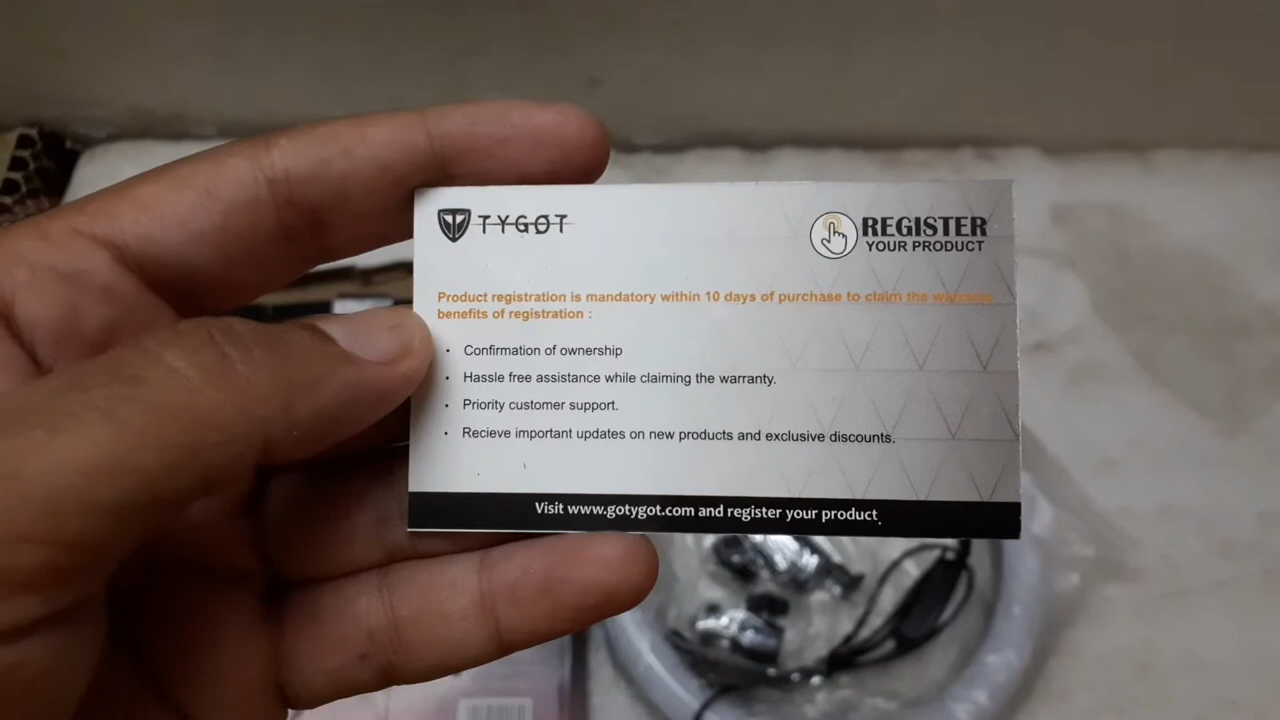 TYGOT
REGISTER
YOUR PRODUCT
Product registration is mandatory within 10 days of purchase to claim the warranty
benefits of registration :
· Confirmation of ownership
· Hassle free assistance while claiming the warranty.
· Priority customer support.
· Recieve important updates on new products and exclusive discounts.
Visit www.gotygot.com and register your product.